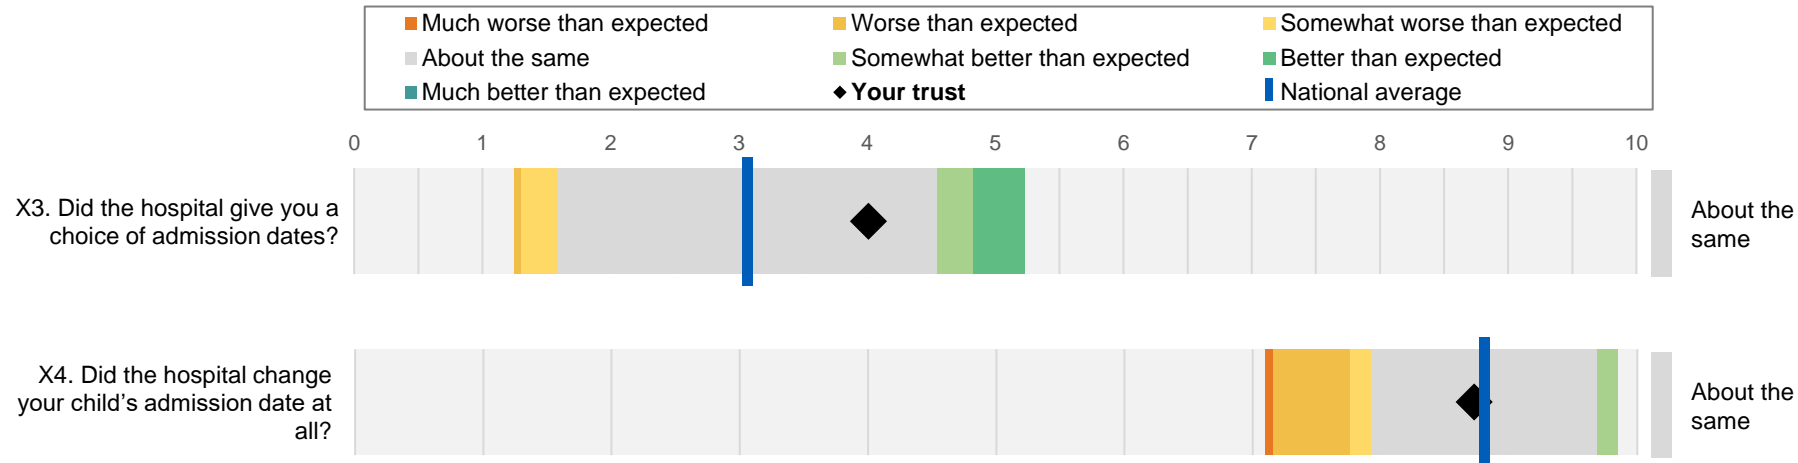 Much worse than expected
Worse than expected
Somewhat worse than expected
About the same
Somewhat better than expected
Better than expected
Much better than expected
Your trust
National average
0 1 2 3 4 5 6 7 8 9 10
X3. Did the hospital give you a
choice of admission dates?
About the
same
X4. Did the hospital change
your child’s admission date at
all?
About the
same